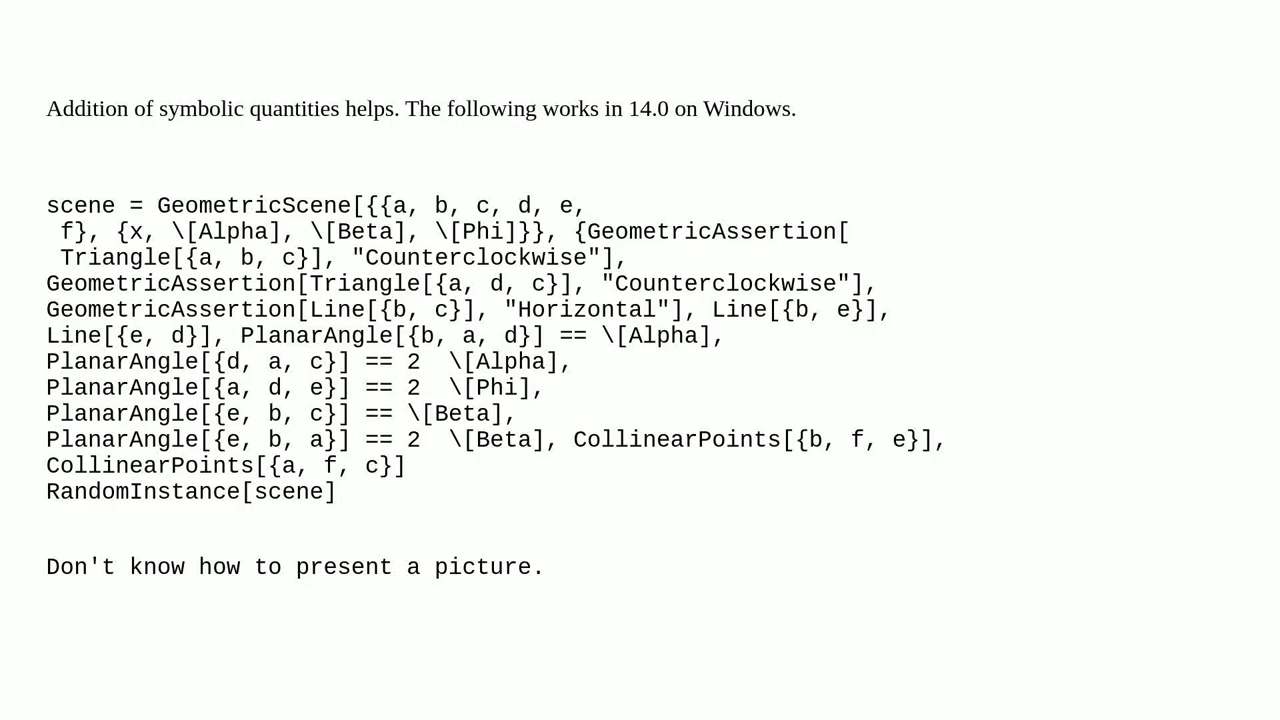 Addition of symbolic quantities helps. The following works in 14.0 on Windows.
scene = GeometricScene[{{a, b, c, d, e,
 f}, {x, \[Alpha], \[Beta], \[Phi]}}, {GeometricAssertion[
 Triangle[{a, b, c}], "Counterclockwise"],
GeometricAssertion[Triangle[{a, d, c}], "Counterclockwise"],
GeometricAssertion[Line[{b, c}], "Horizontal"], Line[{b, e}],
Line[{e, d}], PlanarAngle[{b, a, d}] == \[Alpha],
PlanarAngle[{d, a, c}] == 2  \[Alpha],
PlanarAngle[{a, d, e}] == 2  \[Phi],
PlanarAngle[{e, b, c}] == \[Beta],
PlanarAngle[{e, b, a}] == 2  \[Beta], CollinearPoints[{b, f, e}],
CollinearPoints[{a, f, c}]
RandomInstance[scene]
Don't know how to present a picture.